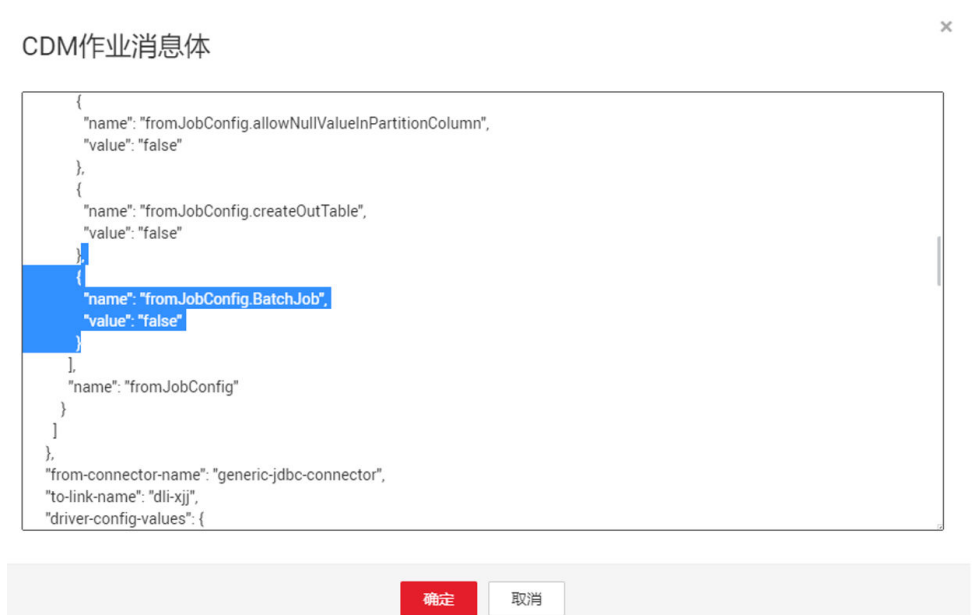 ×
CDM作业消息体
{
"name": "fromJobConfig.allowNullValueInPartitionColumn",
"value": "false"
},
{
"name": "fromJobConfig.createOutTable",
"value": "false"
},
{
"name": "fromJobConfig.BatchJob",
"value": "false"
}
],
"name": "fromJobConfig"
}
]
},
"from-connector-name": "generic-jdbc-connector",
"to-link-name": "dli-xjj",
"driver-config-values": {
确定 取消